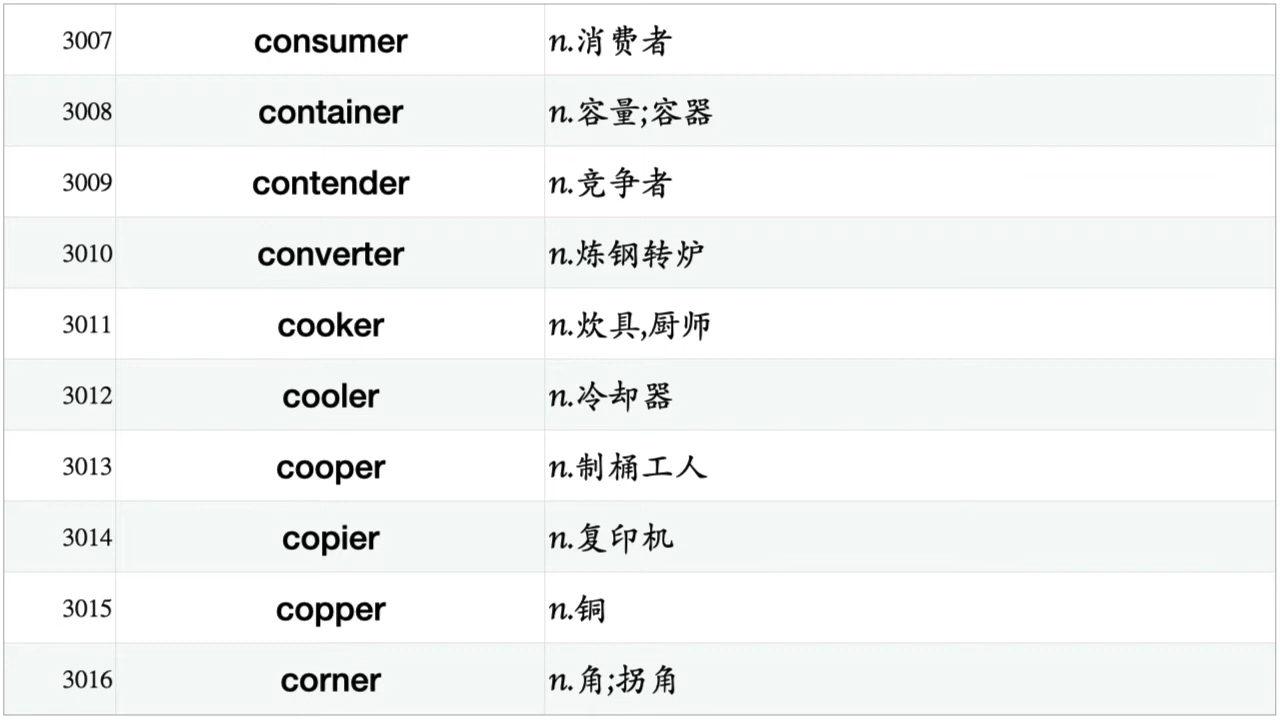 3007 consumer n.消费者
3008 container n.容量;容器
3009 contender n.竞争者
3010 converter n.炼钢转炉
3011 cooker n.炊具,厨师
3012 cooler n.冷却器
3013 cooper n.制桶工人
3014 copier n.复印机
3015 copper n.铜
3016 corner n.角;拐角